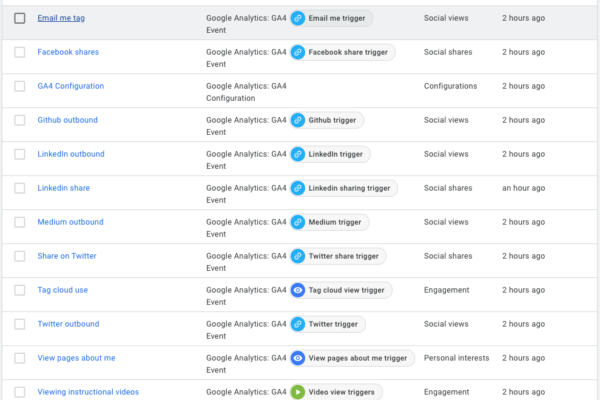 Email me tag Google Analytics: GA4 Event Email me trigger Social views 2 hours ago
Facebook shares Google Analytics: GA4 Event Facebook share trigger Social shares 2 hours ago
GA4 Configuration Google Analytics: GA4 Configuration Configurations 2 hours ago
Github outbound Google Analytics: GA4 Event Github trigger Social views 2 hours ago
LinkedIn outbound Google Analytics: GA4 Event LinkedIn trigger Social views 2 hours ago
Linkedin share Google Analytics: GA4 Event Linkedin sharing trigger Social shares an hour ago
Medium outbound Google Analytics: GA4 Event Medium trigger Social views 2 hours ago
Share on Twitter Google Analytics: GA4 Event Twitter share trigger Social shares 2 hours ago
Tag cloud use Google Analytics: GA4 Event Tag cloud view trigger Engagement 2 hours ago
Twitter outbound Google Analytics: GA4 Event Twitter trigger Social views 2 hours ago
View pages about me Google Analytics: GA4 Event View pages about me trigger Personal interests 2 hours ago
Viewing instructional videos Google Analytics: GA4 Video view triggers Engagement 2 hours ago